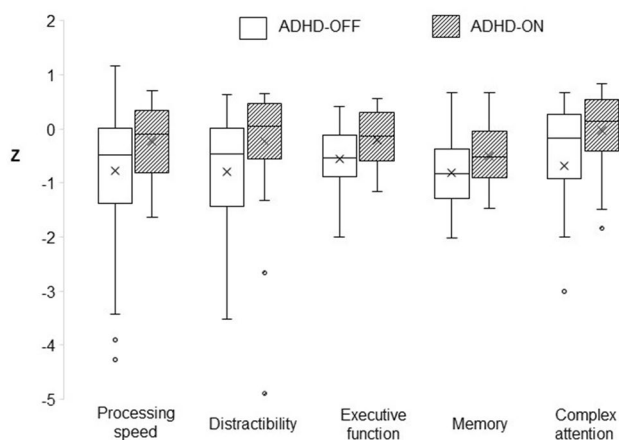 2
ADHD-OFF
ADHD-ON
1
0
Z
-1
-2
-3
-4
-5
Processing
speed
Distractibility
Executive
function
Memory
Complex
attention